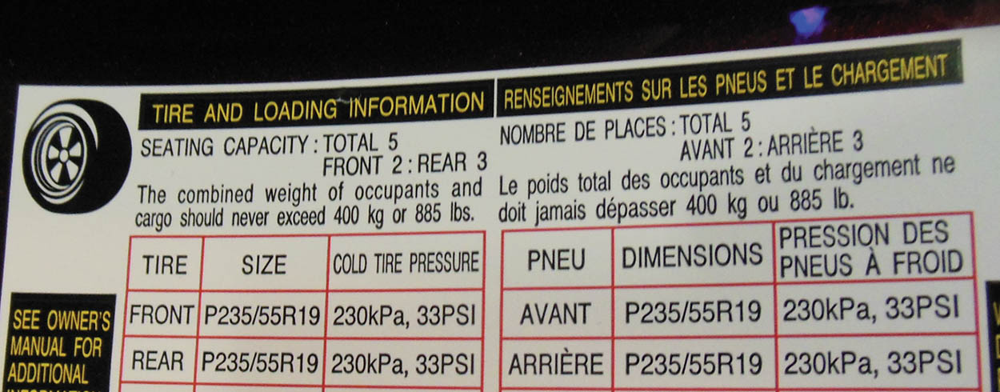 TIRE AND LOADING INFORMATION
SEATING CAPACITY : TOTAL 5
FRONT 2 : REAR 3
The combined weight of occupants and
cargo should never exceed 400 kg or 885 lbs.
TIRE SIZE COLD TIRE PRESSURE
FRONT P235/55R19 230kPa, 33PSI
REAR P235/55R19 230kPa, 33PSI
RENSEIGNEMENTS SUR LES PNEUS ET LE CHARGEMENT
NOMBRE DE PLACES : TOTAL 5
AVANT 2 : ARRIÈRE 3
Le poids total des occupants et du chargement ne
doit jamais dépasser 400 kg ou 885 lb.
PNEU DIMENSIONS PRESSION DES
PNEUS À FROID
AVANT P235/55R19 230kPa, 33PSI
ARRIÈRE P235/55R19 230kPa, 33PSI
SEE OWNER'S
MANUAL FOR
ADDITIONAL
INFORMATION